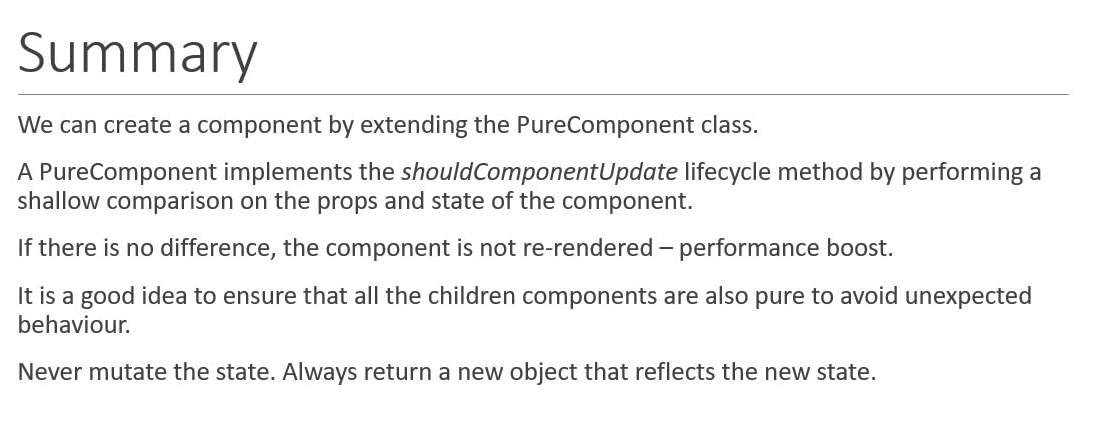 Summary
We can create a component by extending the PureComponent class.
A PureComponent implements the shouldComponentUpdate lifecycle method by performing a
shallow comparison on the props and state of the component.
If there is no difference, the component is not re-rendered – performance boost.
It is a good idea to ensure that all the children components are also pure to avoid unexpected
behaviour.
Never mutate the state. Always return a new object that reflects the new state.